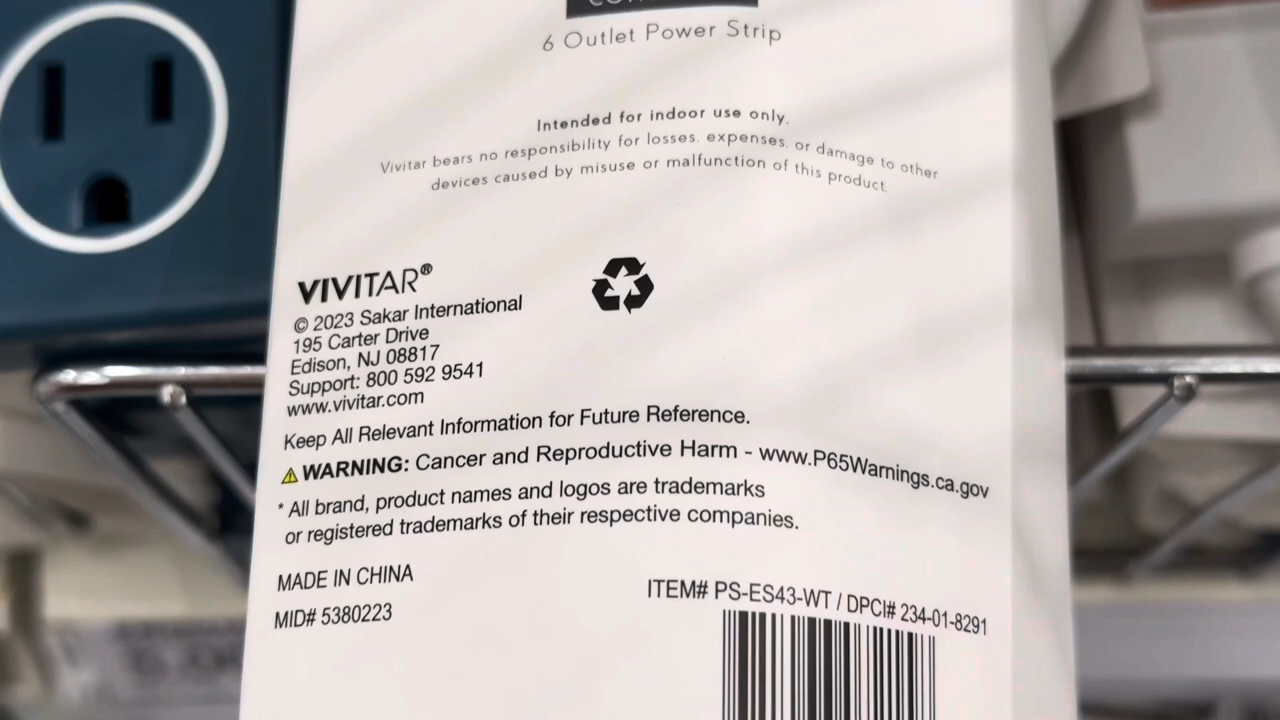 6 Outlet Power Strip
Intended for indoor use only.
Vivitar bears no responsibility for losses, expenses, or damage to other
devices caused by misuse or malfunction of this product.
VIVITAR®
© 2023 Sakar International
195 Carter Drive
Edison, NJ 08817
Support: 800 592 9541
www.vivitar.com
Keep All Relevant Information for Future Reference.
WARNING: Cancer and Reproductive Harm - www.P65Warnings.ca.gov
* All brand, product names and logos are trademarks
or registered trademarks of their respective companies.
MADE IN CHINA
MID# 5380223
ITEM# PS-ES43-WT / DPCI# 234-01-8291